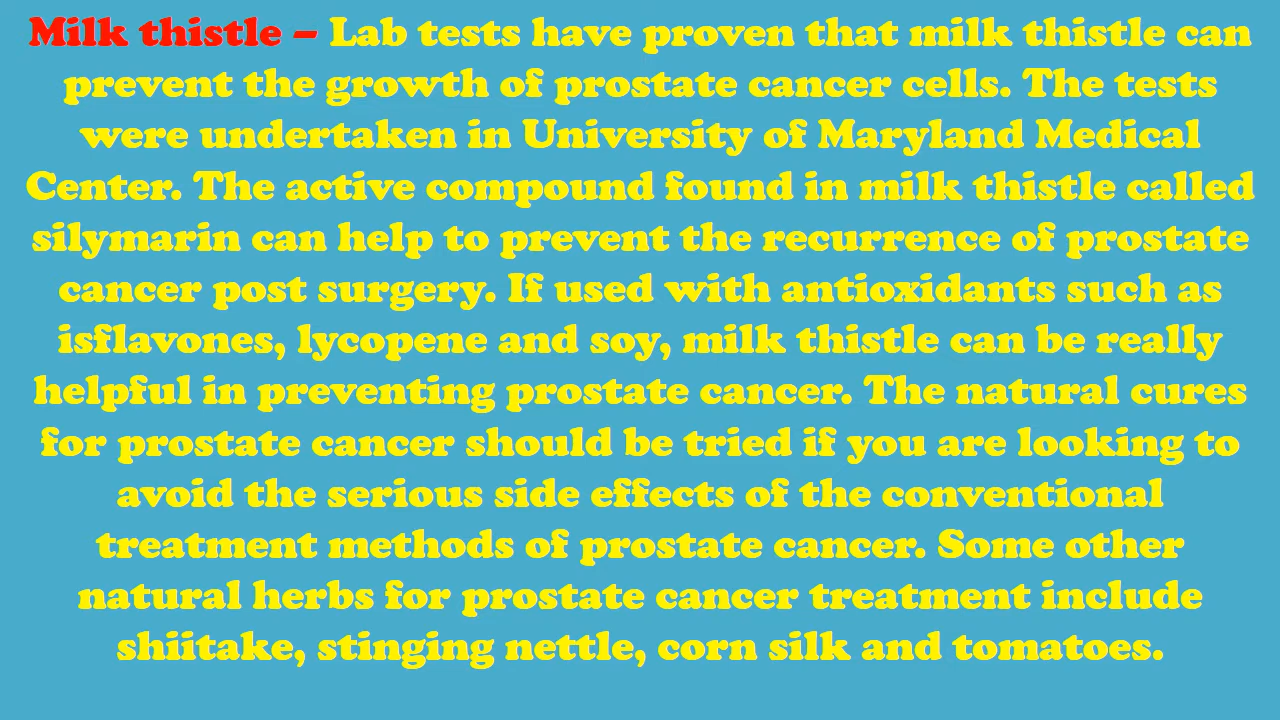 Milk thistle – Lab tests have proven that milk thistle can
prevent the growth of prostate cancer cells. The tests
were undertaken in University of Maryland Medical
Center. The active compound found in milk thistle called
silymarin can help to prevent the recurrence of prostate
cancer post surgery. If used with antioxidants such as
isflavones, lycopene and soy, milk thistle can be really
helpful in preventing prostate cancer. The natural cures
for prostate cancer should be tried if you are looking to
avoid the serious side effects of the conventional
treatment methods of prostate cancer. Some other
natural herbs for prostate cancer treatment include
shiitake, stinging nettle, corn silk and tomatoes.